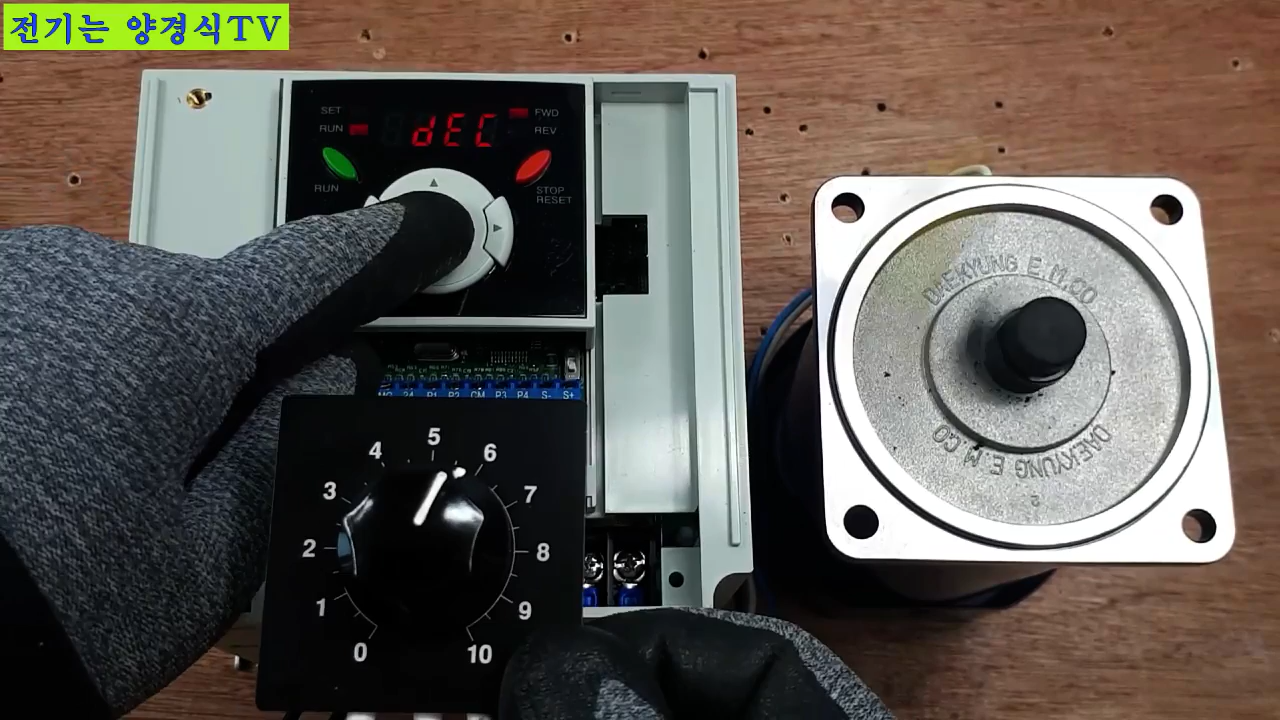 전기는 양경식TV
SET
RUN
dEC
FWD
REV
RUN
STOP
RESET
24 P1 P2 CM P3 P4 S- S+
0
1
2
3
4
5
6
7
8
9
10
DAEKYUNG E.M.CO
DAEKYUNG E.M.CO
2